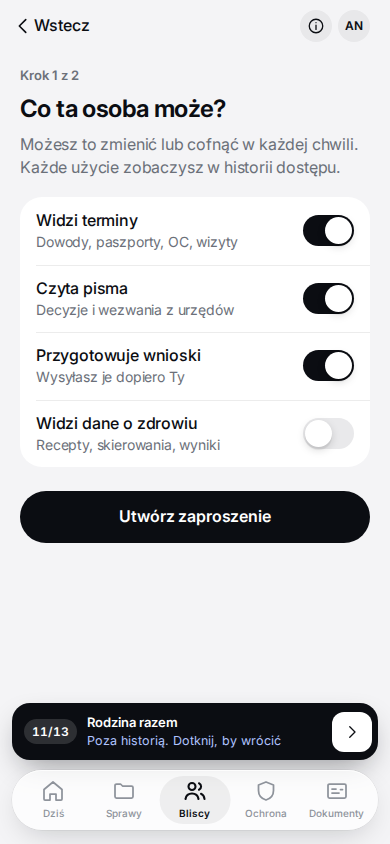 Wstecz
AN
Krok 1 z 2
Co ta osoba może?
Możesz to zmienić lub cofnąć w każdej chwili.
Każde użycie zobaczysz w historii dostępu.
Widzi terminy
Dowody, paszporty, OC, wizyty
Czyta pisma
Decyzje i wezwania z urzędów
Przygotowuje wnioski
Wysyłasz je dopiero Ty
Widzi dane o zdrowiu
Recepty, skierowania, wyniki
Utwórz zaproszenie
11/13
Rodzina razem
Poza historią. Dotknij, by wrócić
Dziś
Sprawy
Bliscy
Ochrona
Dokumenty